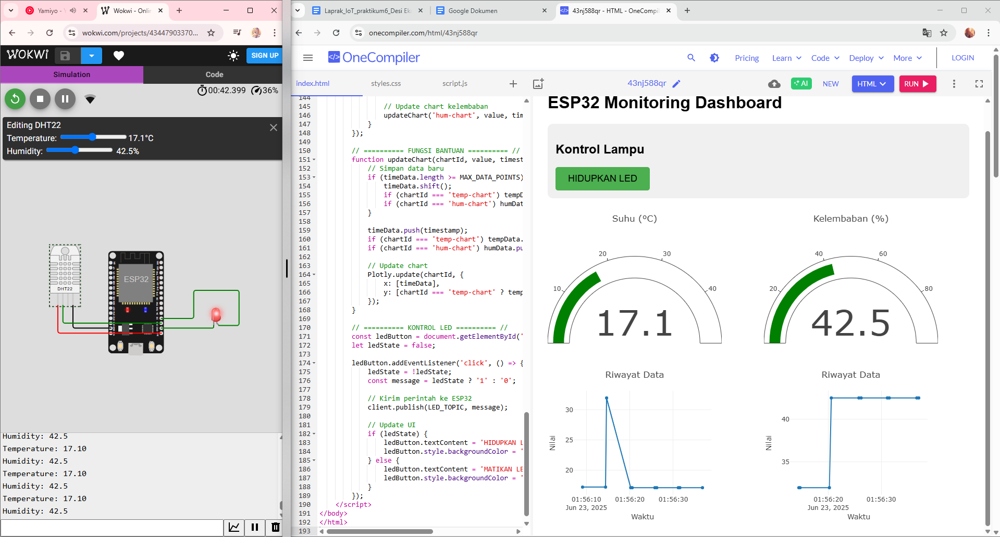 Yamiyo -
Wokwi - Onlin
wokwi.com/projects/43447903370...
WOKWI
SIGN UP
Simulation
Code
00:42.399
36%
Editing DHT22
Temperature: 17.1°C
Humidity: 42.5%
DHT22
ESP32
Humidity: 42.5
Temperature: 17.10
Humidity: 42.5
Temperature: 17.10
Humidity: 42.5
Temperature: 17.10
Humidity: 42.5
Laprak_IoT_praktikum6_Desi Ek
Google Dokumen
43nj588qr - HTML - OneCompil
onecompiler.com/html/43nj588qr
OneCompiler
Pricing
Learn
Code
Deploy
More
LOGIN
index.html
styles.css
script.js
43nj588qr
AI
NEW
HTML
RUN
144
145 // Update chart kelembaban
146 updateChart('hum-chart', value, tim
147 }
148 });
149
150 // ========== FUNGSI BANTUAN ========== //
151 function updateChart(chartId, value, timest
152 // Simpan data baru
153 if (timeData.length >= MAX_DATA_POINTS)
154 timeData.shift();
155 if (chartId === 'temp-chart') tempD
156 if (chartId === 'hum-chart') humDat
157 }
158
159 timeData.push(timestamp);
160 if (chartId === 'temp-chart') tempData.
161 if (chartId === 'hum-chart') humData.pu
162
163 // Update chart
164 Plotly.update(chartId, {
165 x: [timeData],
166 y: [chartId === 'temp-chart' ? temp
167 });
168 }
169
170 // ========== KONTROL LED ========== //
171 const ledButton = document.getElementById('
172 let ledState = false;
173
174 ledButton.addEventListener('click', () => {
175 ledState = !ledState;
176 const message = ledState ? '1' : '0';
177
178 // Kirim perintah ke ESP32
179 client.publish(LED_TOPIC, message);
180
181 // Update UI
182 if (ledState) {
183 ledButton.textContent = 'HIDUPKAN L
184 ledButton.style.backgroundColor = '
185 } else {
186 ledButton.textContent = 'MATIKAN LE
187 ledButton.style.backgroundColor = '
188 }
189 });
190 </script>
191 </body>
192 </html>
193
ESP32 Monitoring Dashboard
Kontrol Lampu
HIDUPKAN LED
Suhu (°C)
10
20
30
40
17.1
Kelembaban (%)
20
40
60
80
42.5
Riwayat Data
Nilai
30
25
20
01:56:10
01:56:20
01:56:30
Jun 23, 2025
Waktu
Riwayat Data
Nilai
40
35
01:56:20
01:56:30
Jun 23, 2025
Waktu